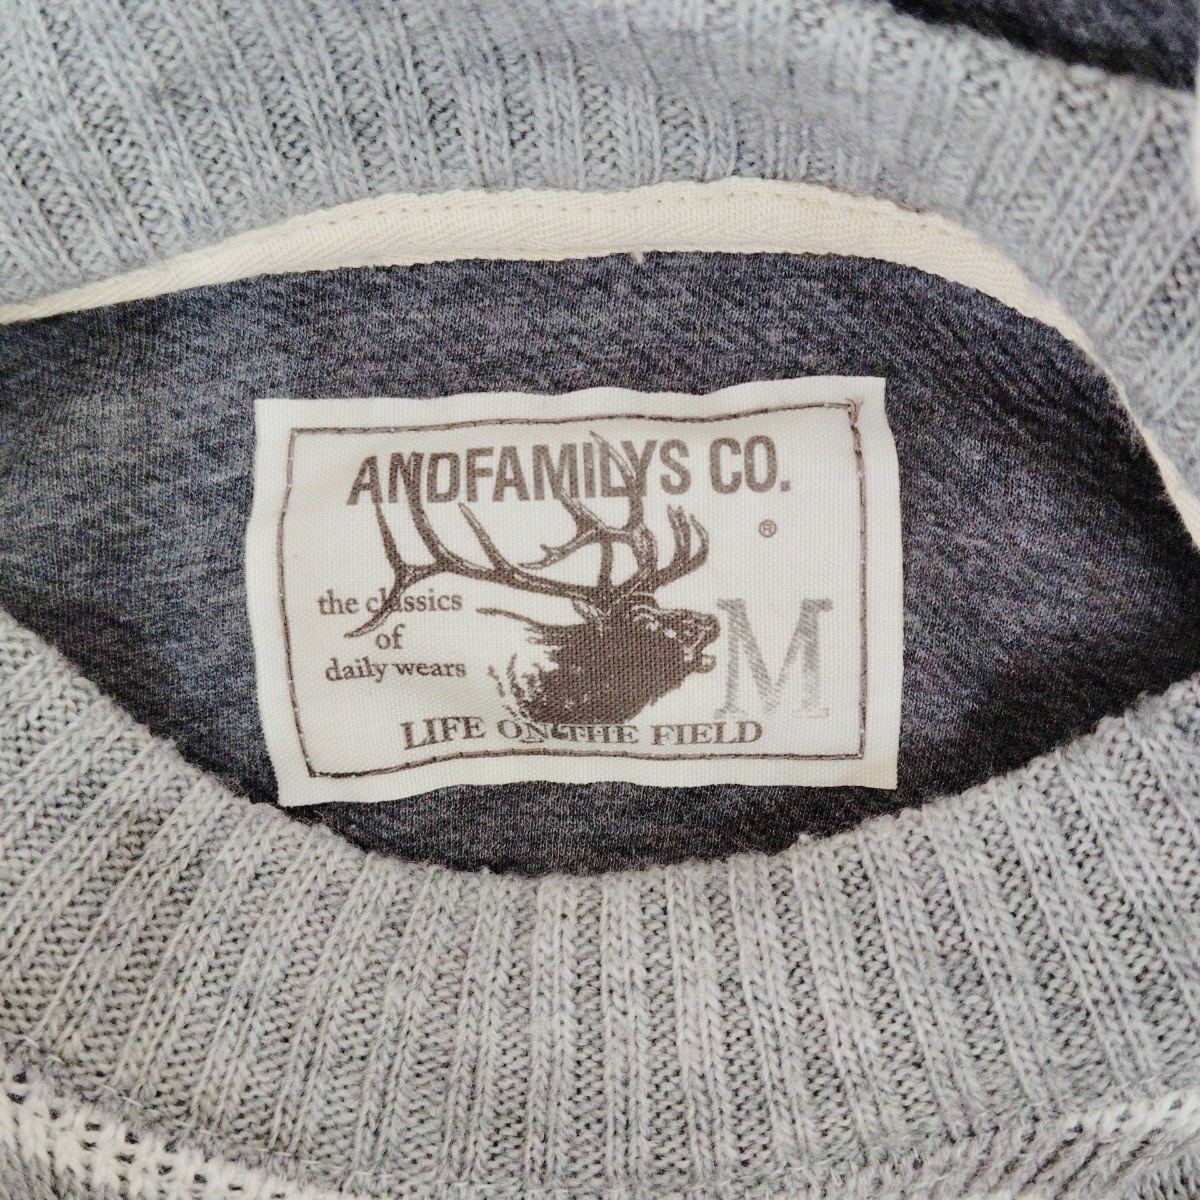 ANDFAMILYS CO.
®
the classics
of
daily wears
M
LIFE ON THE FIELD